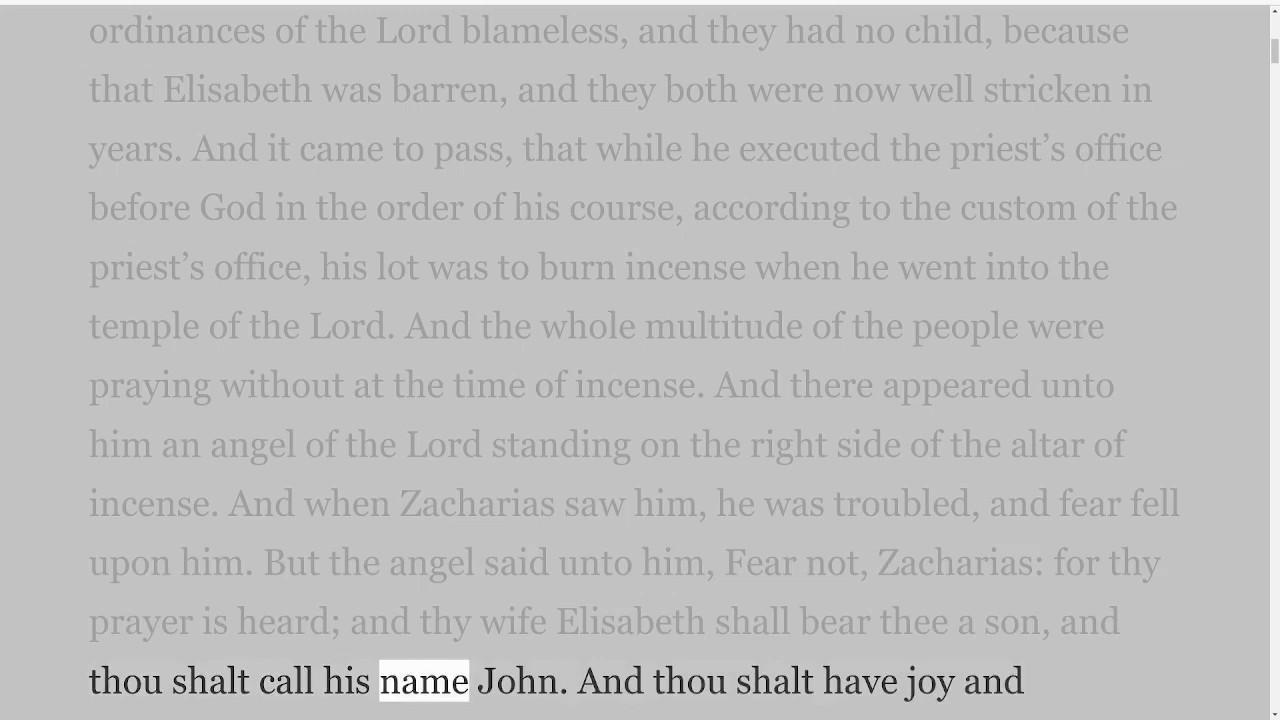 ordinances of the Lord blameless, and they had no child, because
that Elisabeth was barren, and they both were now well stricken in
years. And it came to pass, that while he executed the priest’s office
before God in the order of his course, according to the custom of the
priest’s office, his lot was to burn incense when he went into the
temple of the Lord. And the whole multitude of the people were
praying without at the time of incense. And there appeared unto
him an angel of the Lord standing on the right side of the altar of
incense. And when Zacharias saw him, he was troubled, and fear fell
upon him. But the angel said unto him, Fear not, Zacharias: for thy
prayer is heard; and thy wife Elisabeth shall bear thee a son, and
thou shalt call his name John. And thou shalt have joy and